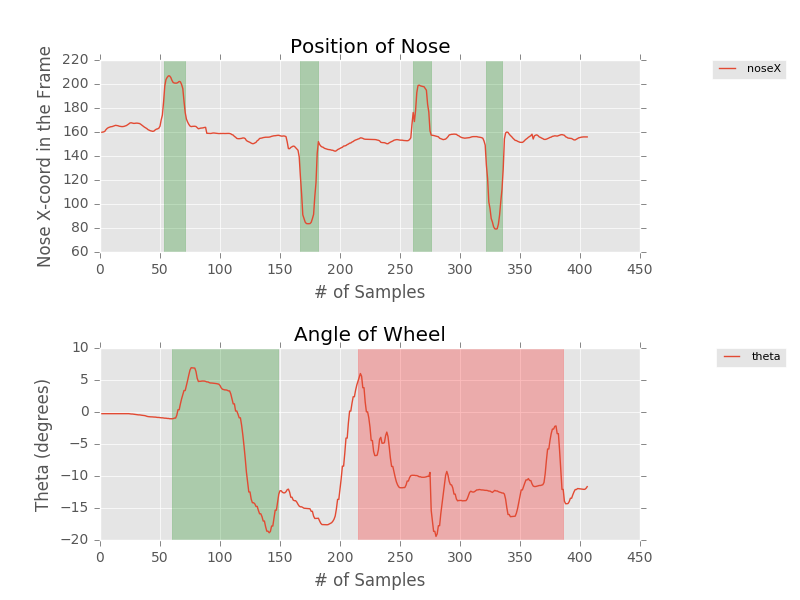 Position of Nose
Nose X-coord in the Frame
220
200
180
160
140
120
100
80
60
0 50 100 150 200 250 300 350 400 450
# of Samples
noseX
Angle of Wheel
Theta (degrees)
10
5
0
−5
−10
−15
−20
0 50 100 150 200 250 300 350 400 450
# of Samples
theta